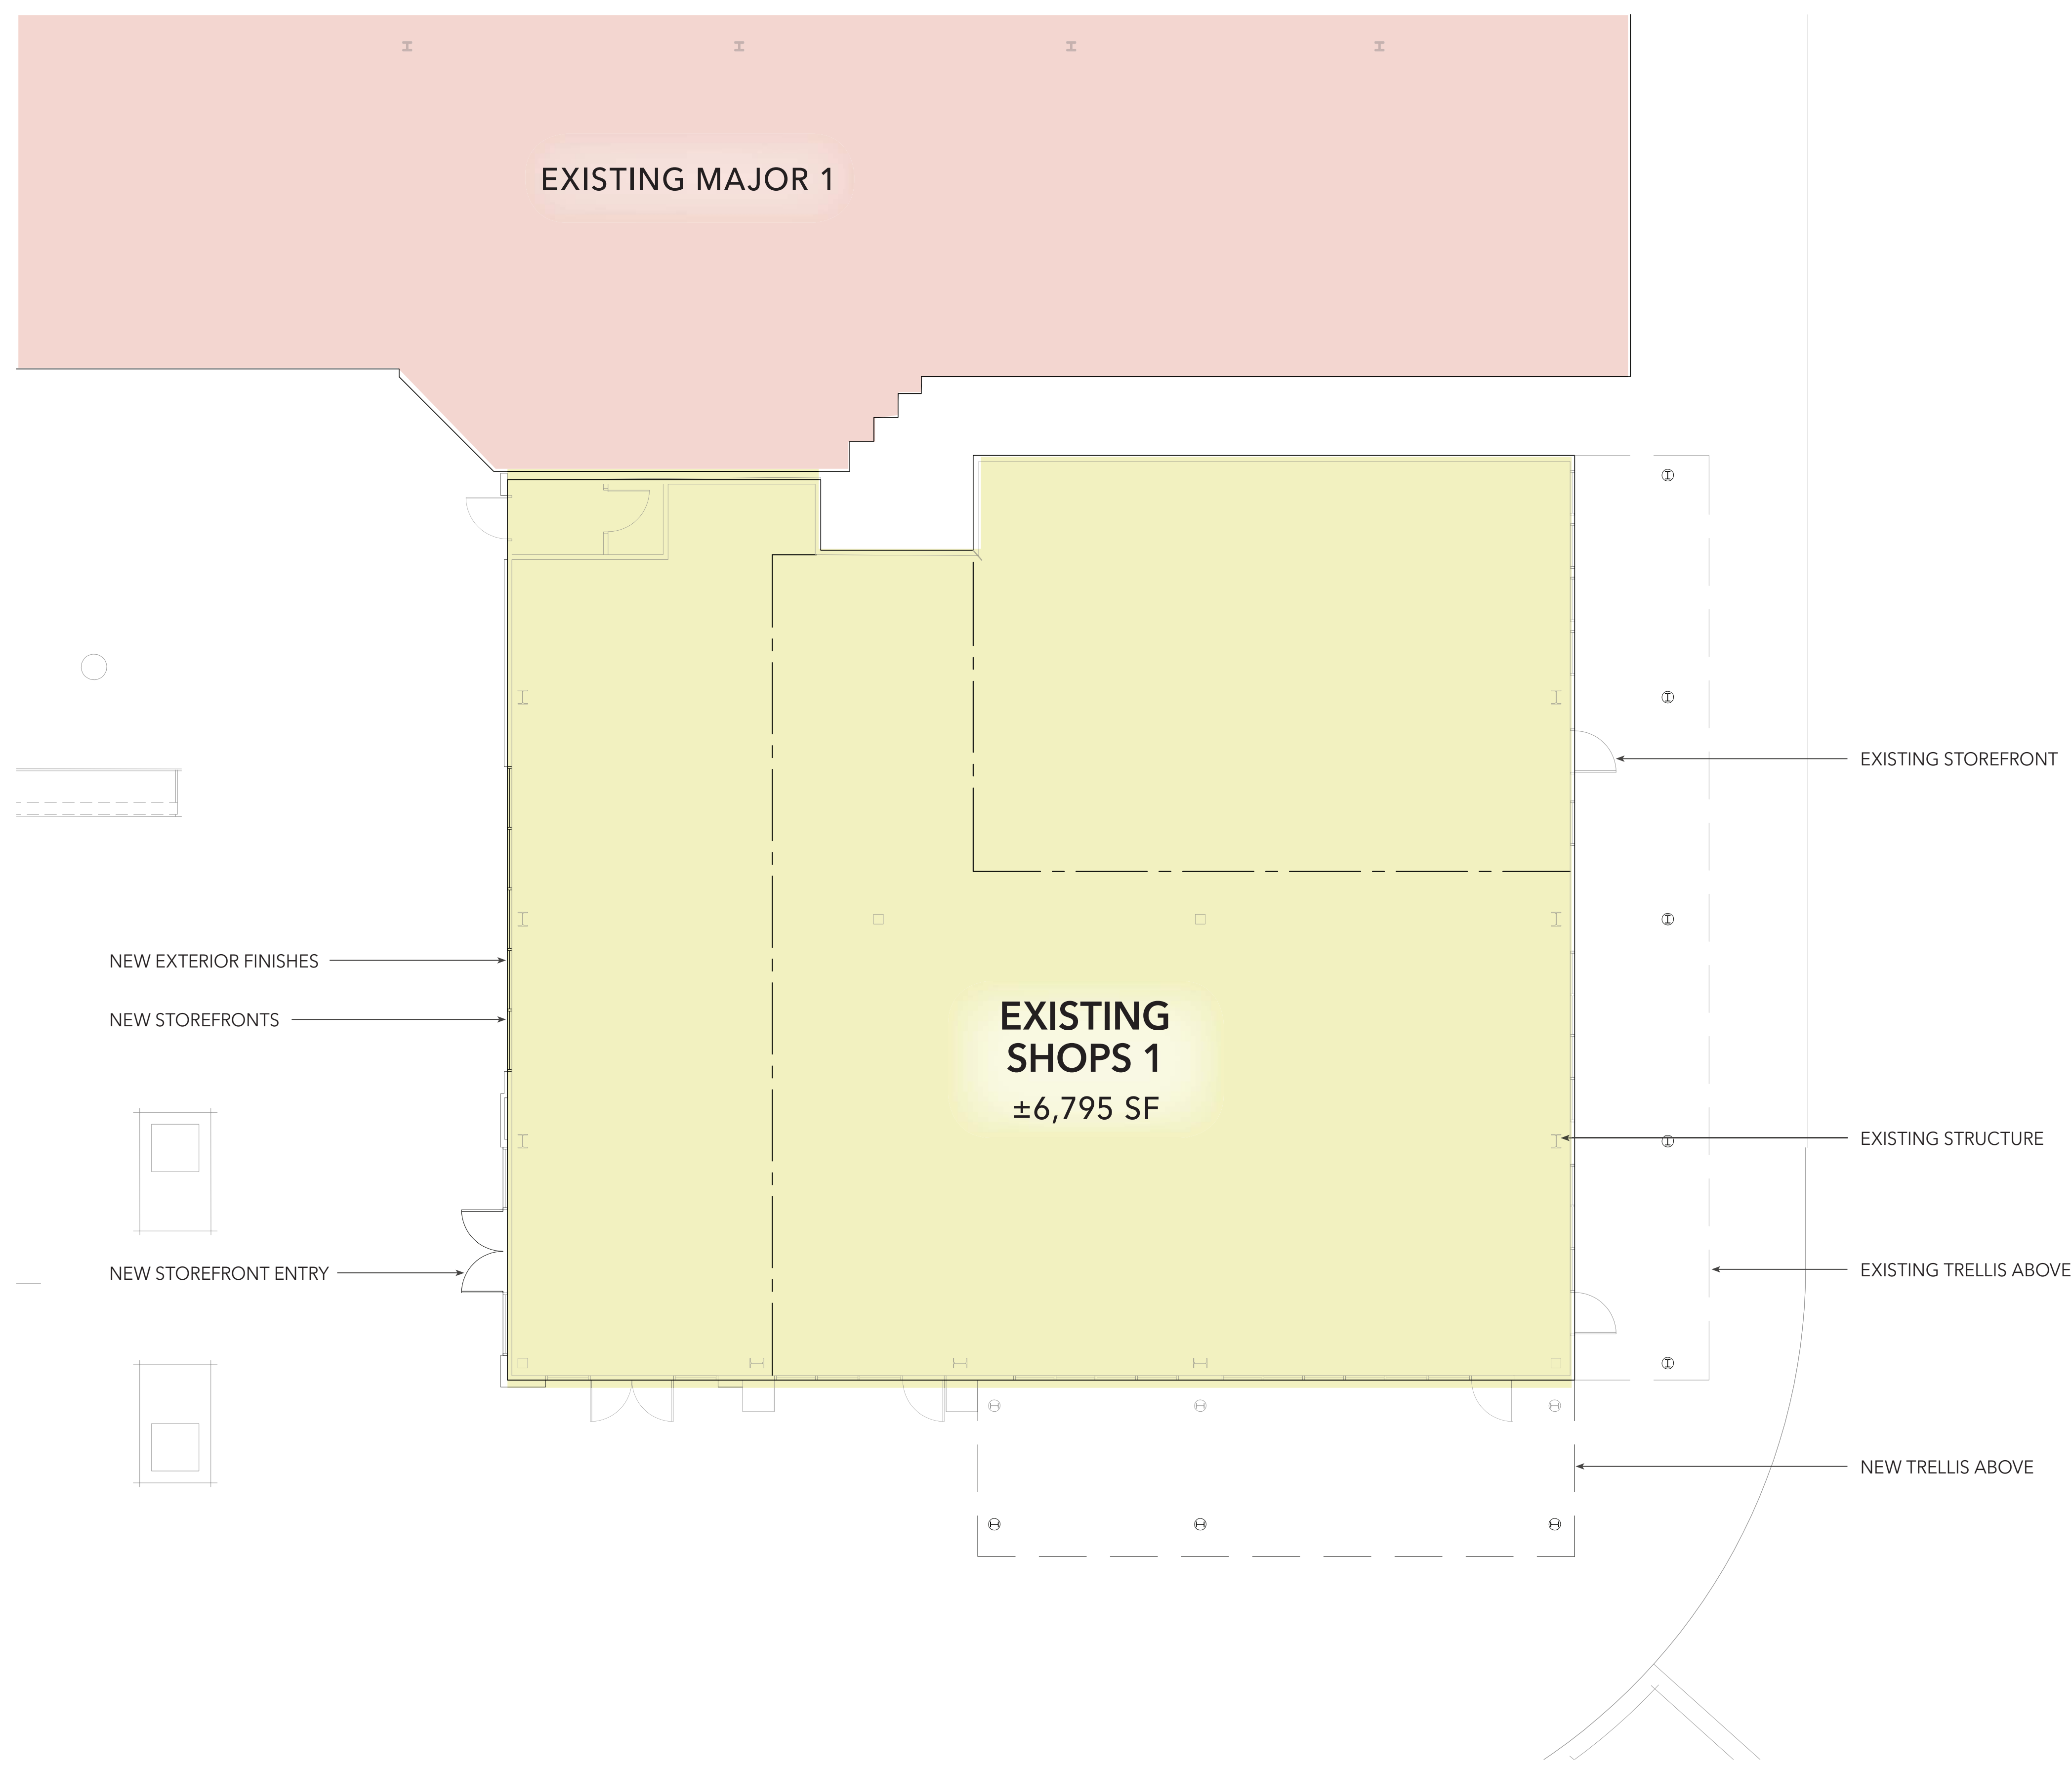 EXISTING MAJOR 1
EXISTING STOREFRONT
NEW EXTERIOR FINISHES
NEW STOREFRONTS
EXISTING
SHOPS 1
±6,795 SF
EXISTING STRUCTURE
NEW STOREFRONT ENTRY
EXISTING TRELLIS ABOVE
NEW TRELLIS ABOVE